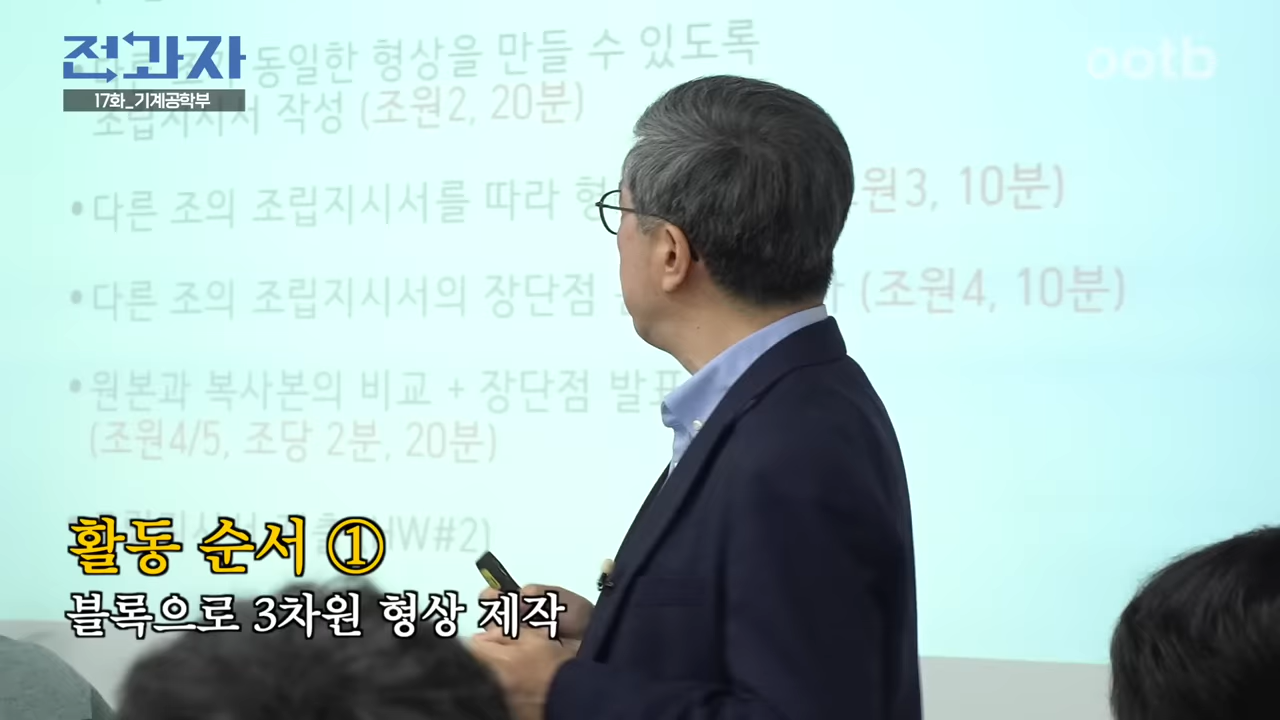 전과자
ootb
17화_기계공학부
동일한 형상을 만들 수 있도록
작성 (조원2, 20분)
• 다른 조의 조립지시서를 따라 형
원3, 10분)
• 다른 조의 조립지시서의 장단점
(조원4, 10분)
• 원본과 복사본의 비교 + 장단점 발표
(조원4/5, 조당 2분, 20분)
HW#2)
활동 순서 ①
블록으로 3차원 형상 제작